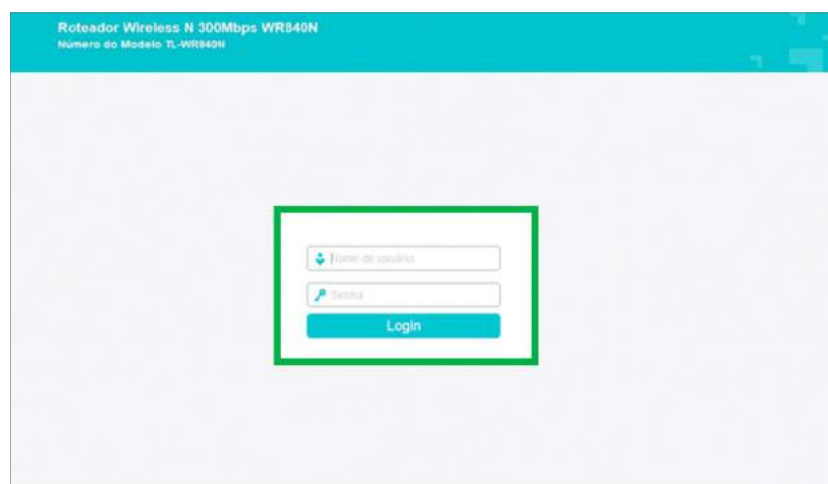 Roteador Wireless N 300Mbps WR840N
Número do Modelo TL-WR840N
Nome de usuário
Senha
Login